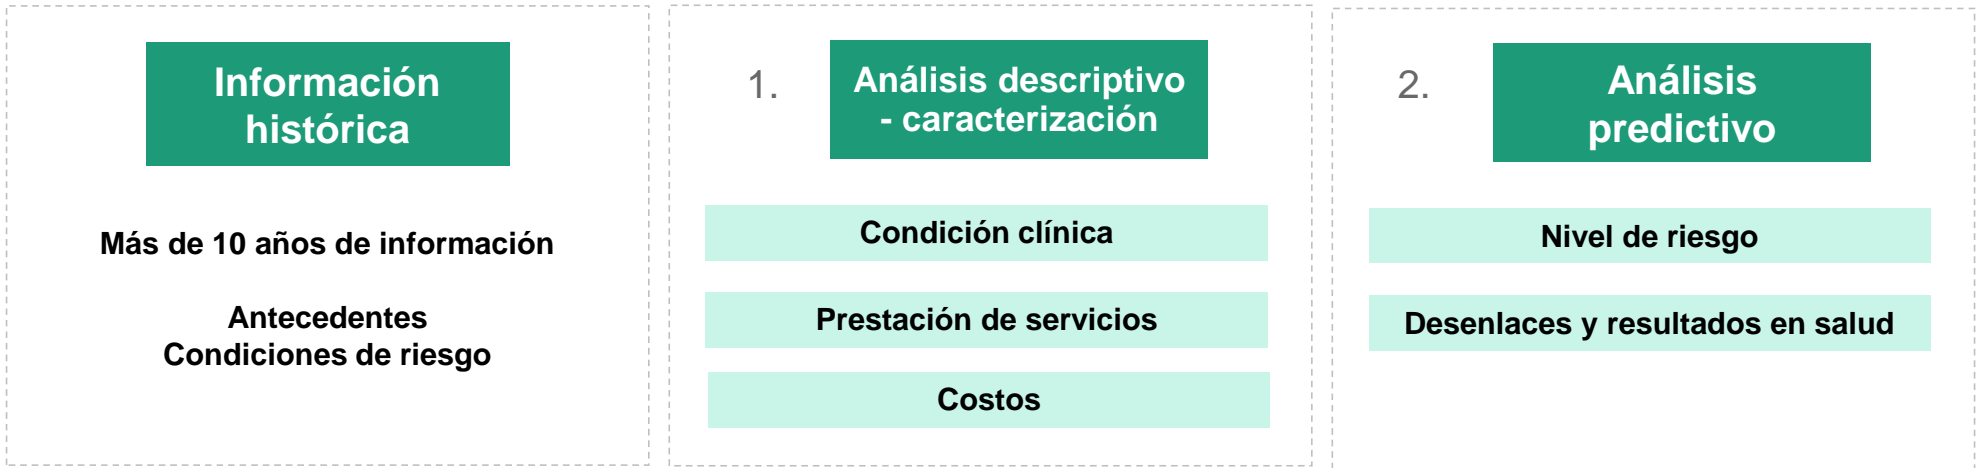 Información
histórica
Más de 10 años de información
Antecedentes
Condiciones de riesgo
1.
Análisis descriptivo
- caracterización
Condición clínica
Prestación de servicios
Costos
2.
Análisis
predictivo
Nivel de riesgo
Desenlaces y resultados en salud